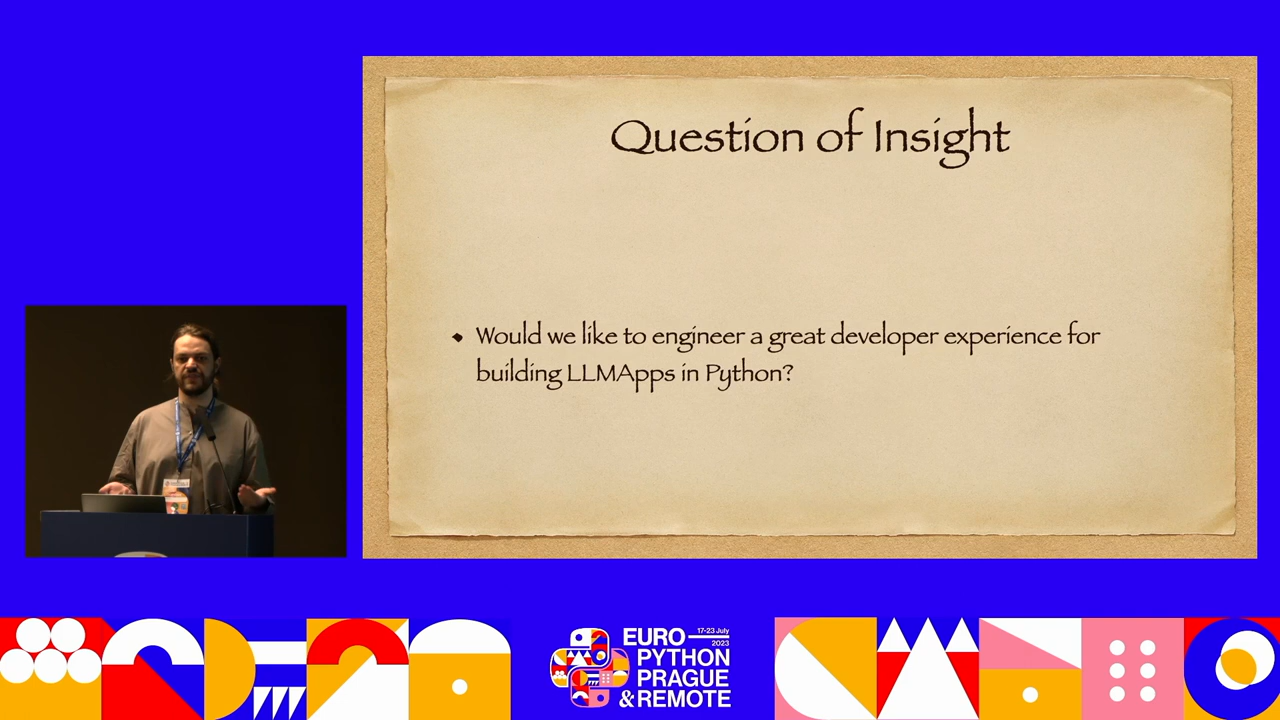 Question of Insight
Would we like to engineer a great developer experience for
building LLMApps in Python?
17-23 July
2023
EURO
PYTHON
PRAGUE
& REMOTE